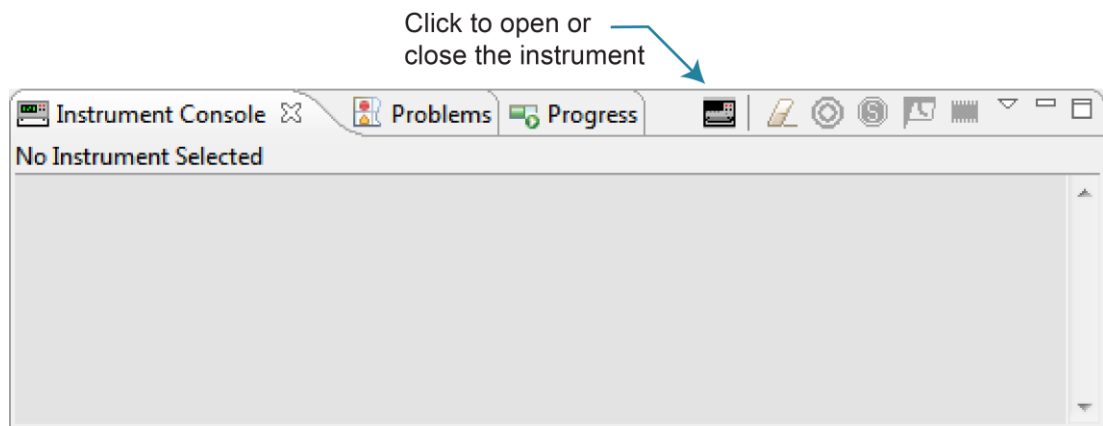 Click to open or
close the instrument
Instrument Console Problems Progress
No Instrument Selected